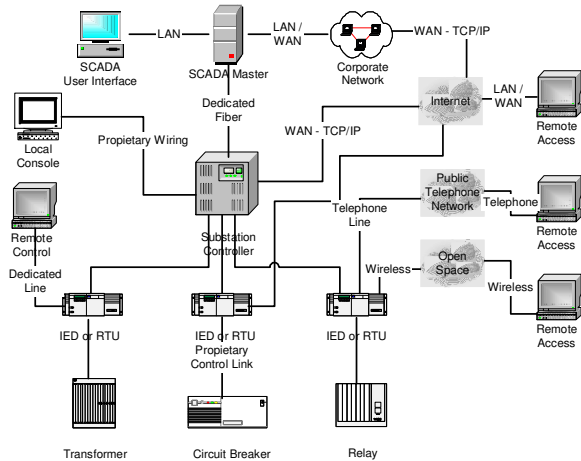 LAN
LAN /
WAN
WAN - TCP/IP
SCADA
User Interface
SCADA Master
Corporate
Network
Internet
LAN /
WAN
Remote
Access
Dedicated
Fiber
WAN - TCP/IP
Local
Console
Propietary Wiring
Public
Telephone
Network
Telephone
Remote
Access
Telephone
Line
Remote
Control
Substation
Controller
Open
Space
Wireless
Wireless
Dedicated
Line
Remote
Access
IED or RTU
IED or RTU
IED or RTU
Propietary
Control Link
Transformer
Circuit Breaker
Relay